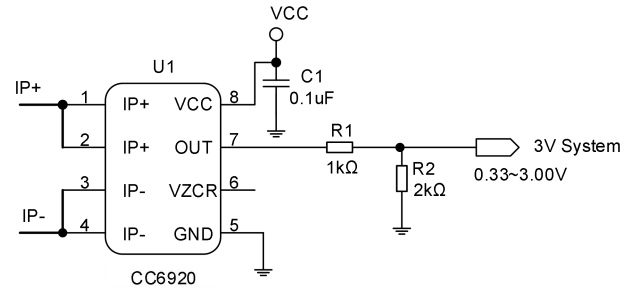 VCC
U1
C1
0.1uF
IP+
1 IP+ VCC 8
2 IP+ OUT 7
R1
1kΩ
3V System
0.33~3.00V
R2
2kΩ
3 IP- VZCR 6
IP-
4 IP- GND 5
CC6920